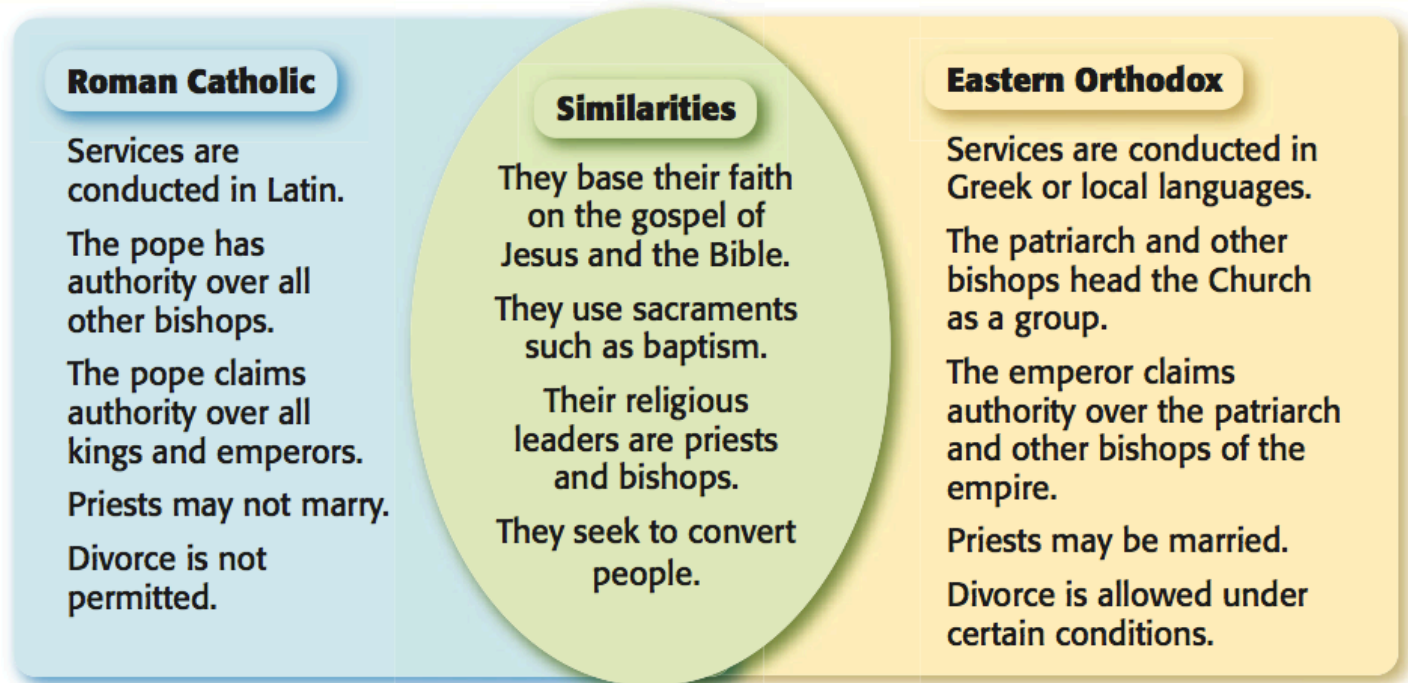 Roman Catholic
Services are
conducted in Latin.
The pope has
authority over all
other bishops.
The pope claims
authority over all
kings and emperors.
Priests may not marry.
Divorce is not
permitted.
Similarities
They base their faith
on the gospel of
Jesus and the Bible.
They use sacraments
such as baptism.
Their religious
leaders are priests
and bishops.
They seek to convert
people.
Eastern Orthodox
Services are conducted in
Greek or local languages.
The patriarch and other
bishops head the Church
as a group.
The emperor claims
authority over the patriarch
and other bishops of the
empire.
Priests may be married.
Divorce is allowed under
certain conditions.